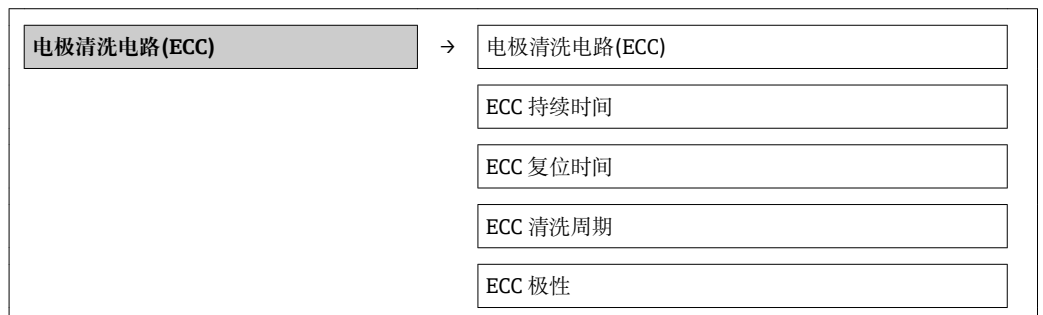 电极清洗电路(ECC) → 电极清洗电路(ECC)
ECC 持续时间
ECC 复位时间
ECC 清洗周期
ECC 极性